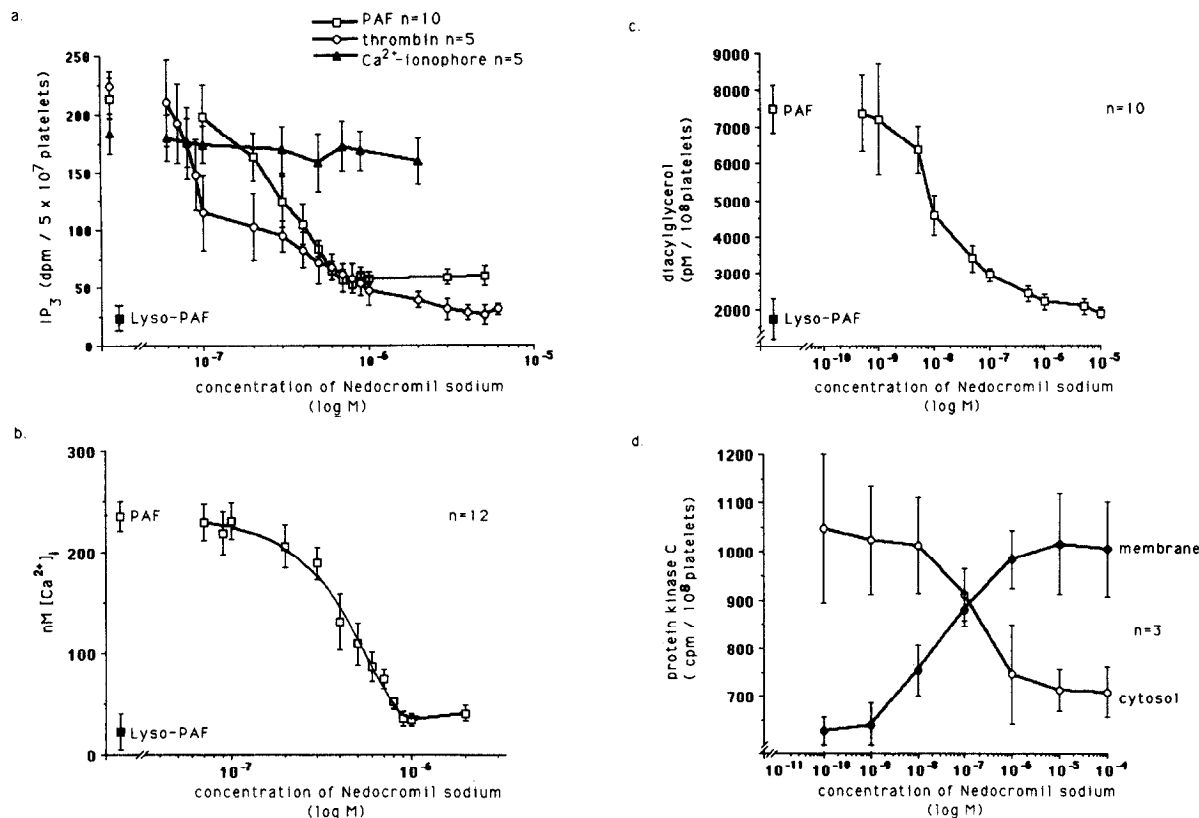 a.
PAF n=10
thrombin n=5
Ca²⁺-ionophore n=5
IP₃ (dpm / 5 x 10⁷ platelets)
250
200
150
100
50
0
Lyso-PAF
10⁻⁷
10⁻⁶
10⁻⁵
concentration of Nedocromil sodium
(log M)
b.
nM [Ca²⁺]ᵢ
300
200
100
0
PAF
n=12
Lyso-PAF
10⁻⁷
10⁻⁶
concentration of Nedocromil sodium
(log M)
c.
diacylglycerol
(pM / 10⁸platelets)
9000
8000
7000
6000
5000
4000
3000
2000
PAF
n=10
Lyso-PAF
10⁻¹⁰
10⁻⁹
10⁻⁸
10⁻⁷
10⁻⁶
10⁻⁵
concentration of Nedocromil sodium
(log M)
d.
protein kinase C
( cpm / 10⁸ platelets)
1200
1100
1000
900
800
700
membrane
n=3
cytosol
10⁻¹¹
10⁻¹⁰
10⁻⁹
10⁻⁸
10⁻⁷
10⁻⁶
10⁻⁵
10⁻⁴
concentration of Nedocromil sodium
(log M)